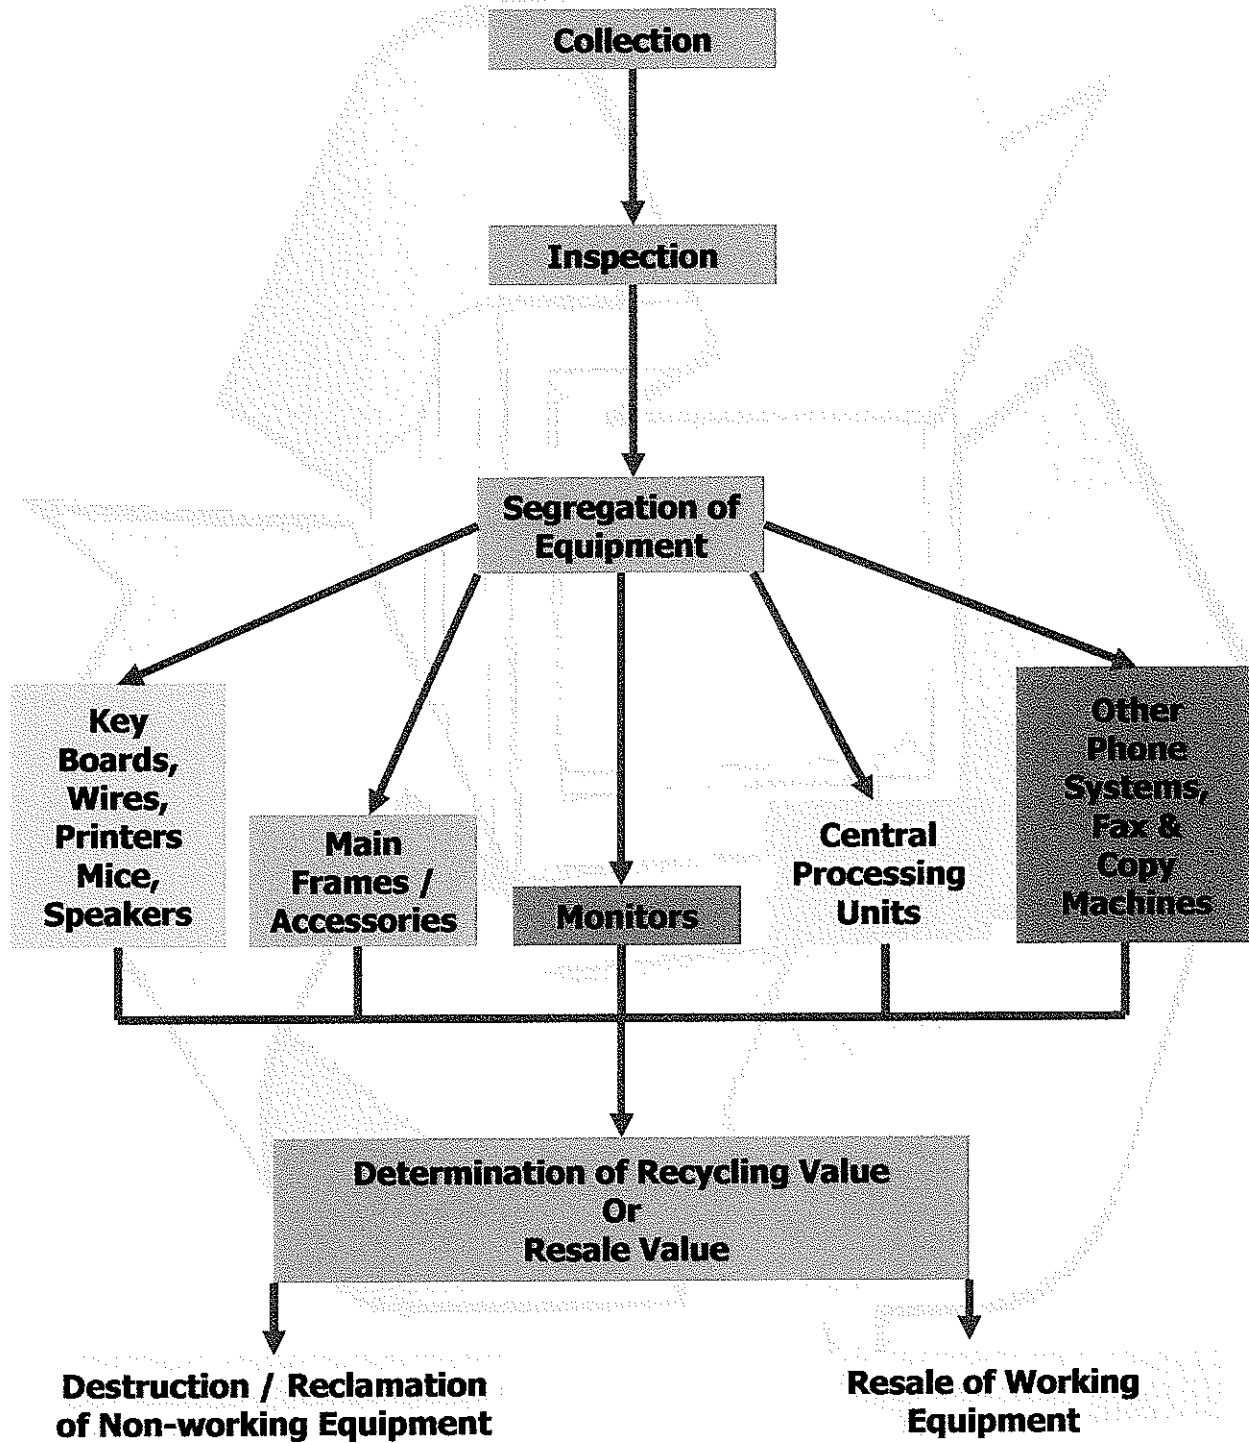 Collection
Inspection
Segregation of
Equipment
Key
Boards,
Wires,
Printers
Mice,
Speakers
Main
Frames /
Accessories
Monitors
Central
Processing
Units
Other
Phone
Systems,
Fax &
Copy
Machines
Determination of Recycling Value
Or
Resale Value
Destruction / Reclamation
of Non-working Equipment
Resale of Working
Equipment